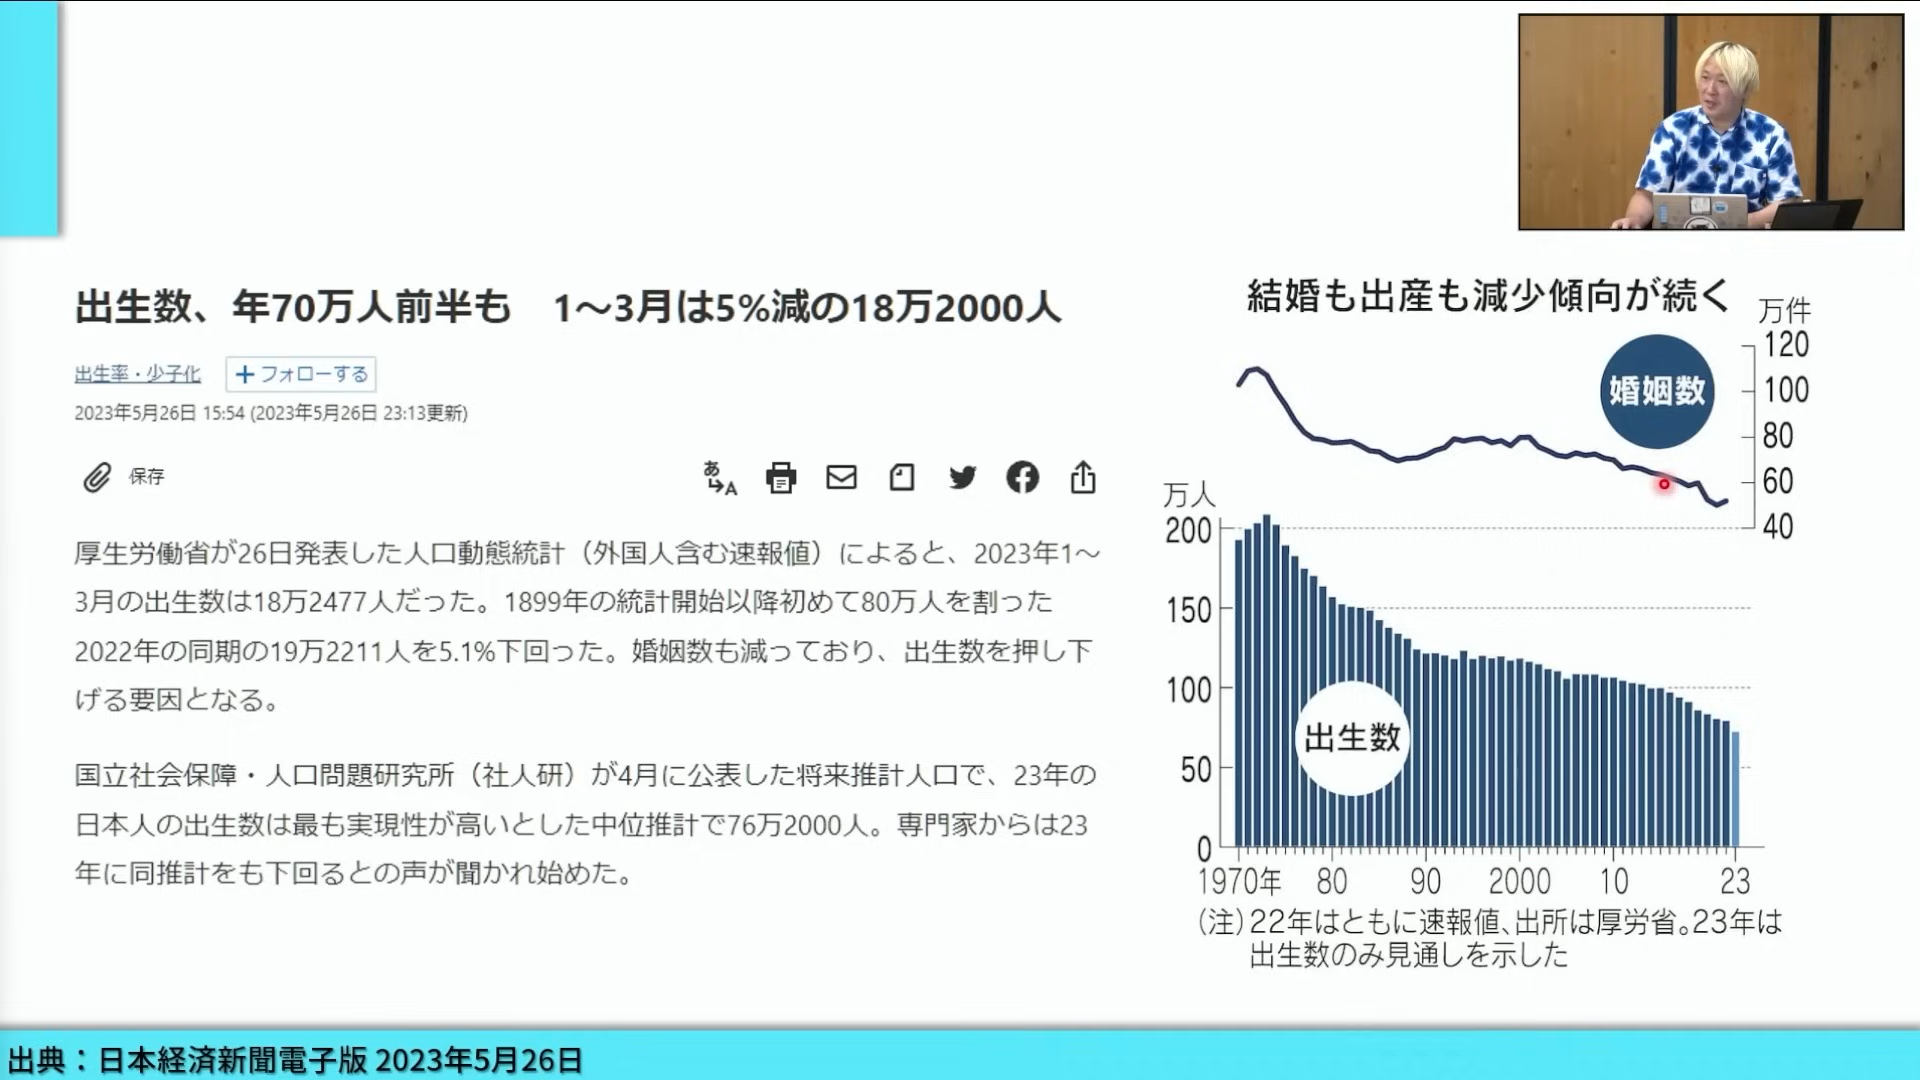 出生数、年70万人前半も　1～3月は5%減の18万2000人
出生率・少子化
＋フォローする
2023年5月26日 15:54 (2023年5月26日 23:13更新)
保存
あ→A
厚生労働省が26日発表した人口動態統計（外国人含む速報値）によると、2023年1～
3月の出生数は18万2477人だった。1899年の統計開始以降初めて80万人を割った
2022年の同期の19万2211人を5.1%下回った。婚姻数も減っており、出生数を押し下
げる要因となる。
国立社会保障・人口問題研究所（社人研）が4月に公表した将来推計人口で、23年の
日本人の出生数は最も実現性が高いとした中位推計で76万2000人。専門家からは23
年に同推計をも下回るとの声が聞かれ始めた。
結婚も出産も減少傾向が続く
万件
120
100
80
60
40
婚姻数
万人
200
150
100
50
0
出生数
1970年 80 90 2000 10 23
（注）22年はともに速報値、出所は厚労省。23年は
出生数のみ見通しを示した
出典：日本経済新聞電子版 2023年5月26日